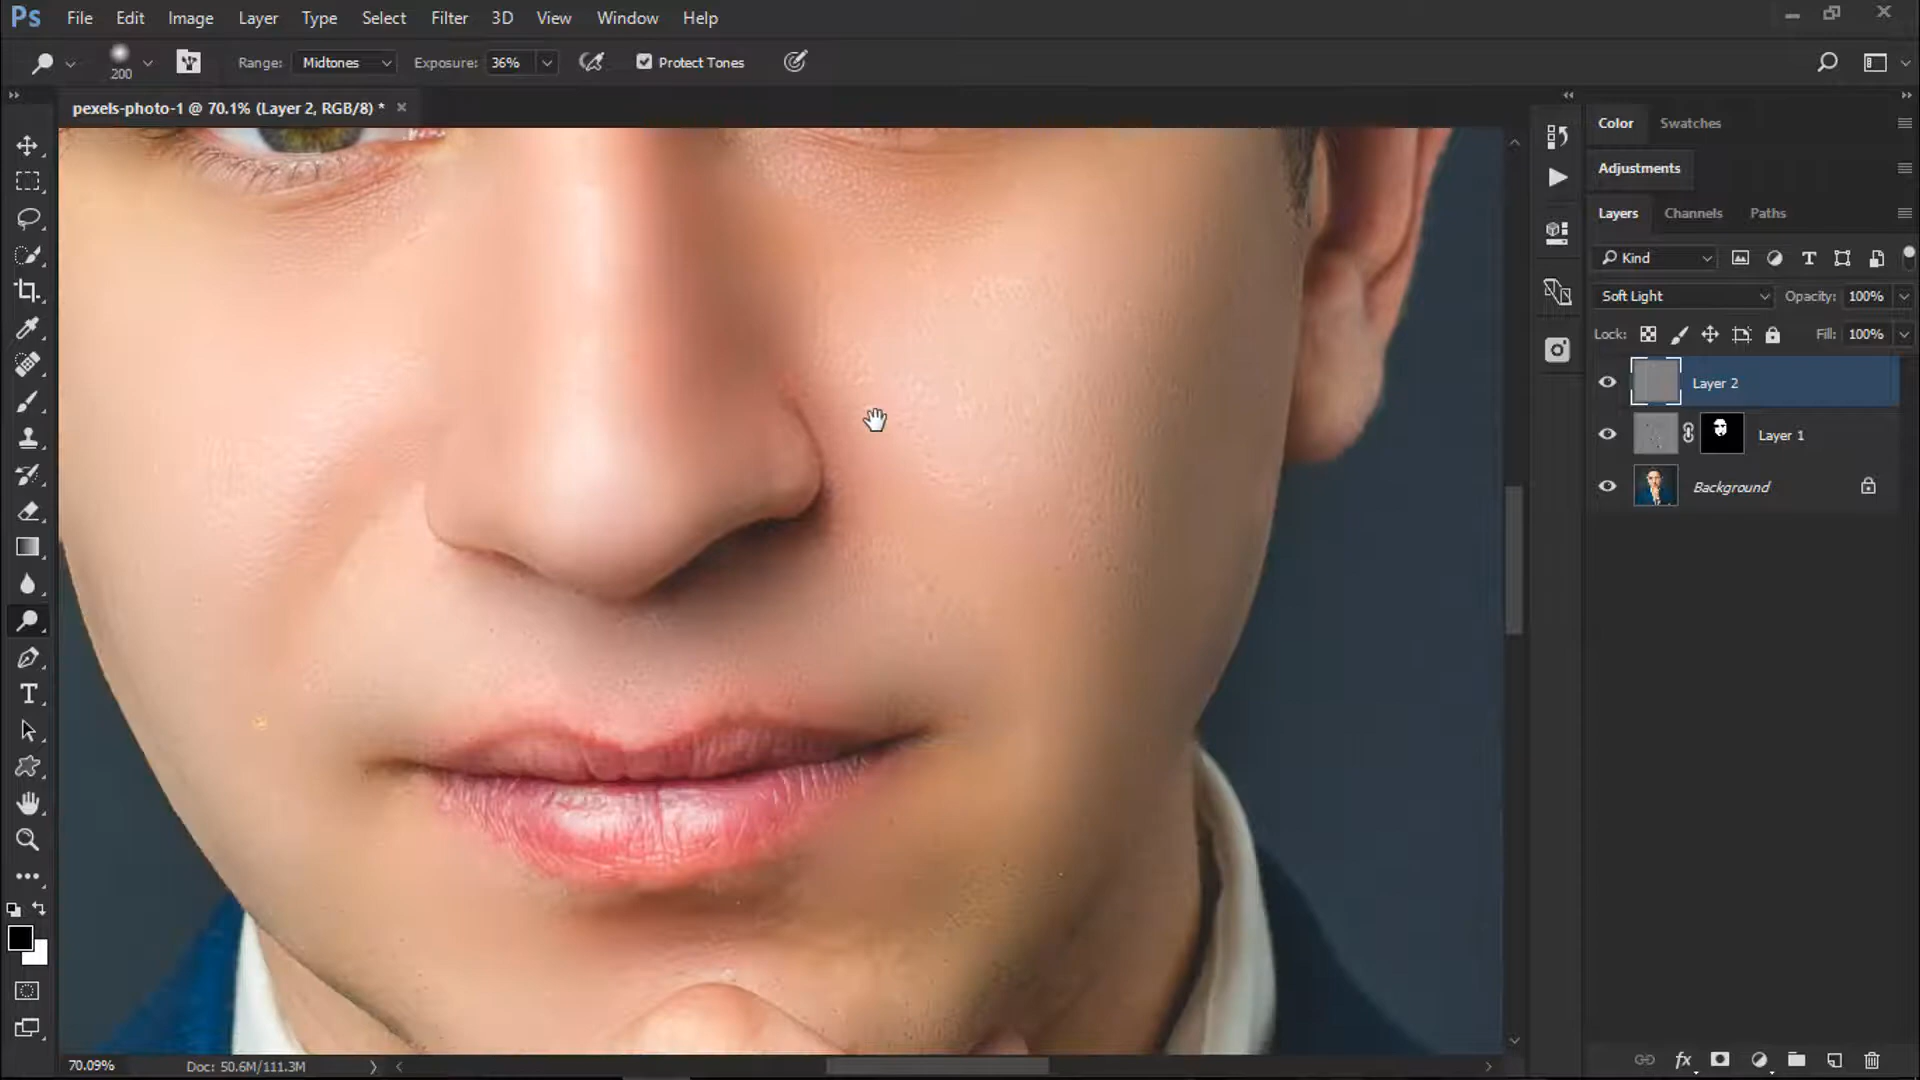 Ps File Edit Image Layer Type Select Filter 3D View Window Help
200 Range: Midtones Exposure: 36% Protect Tones
pexels-photo-1 @ 70.1% (Layer 2, RGB/8) *
Color Swatches
Adjustments
Layers Channels Paths
Kind
Soft Light Opacity: 100%
Lock: Fill: 100%
Layer 2
Layer 1
Background
70.09% Doc: 50.6M/111.3M
fx